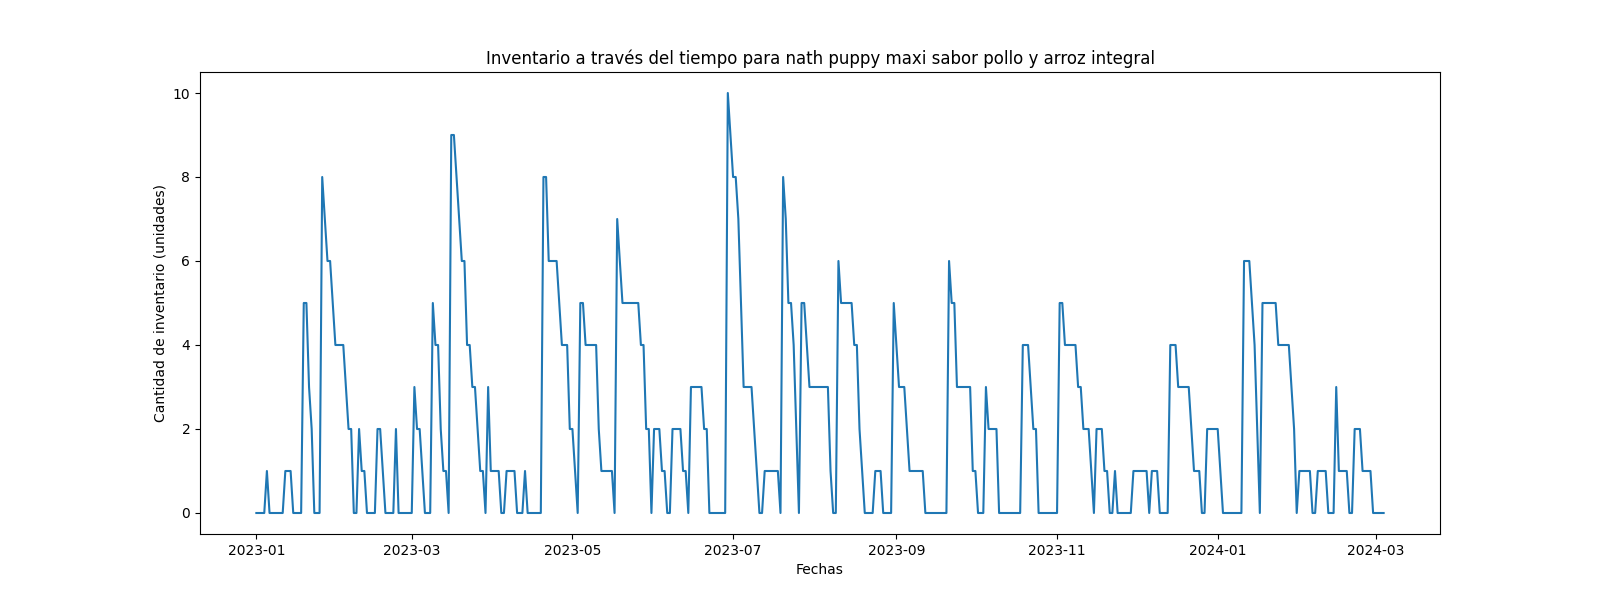 Inventario a través del tiempo para nath puppy maxi sabor pollo y arroz integral
Cantidad de inventario (unidades)
10
8
6
4
2
0
2023-01 2023-03 2023-05 2023-07 2023-09 2023-11 2024-01 2024-03
Fechas